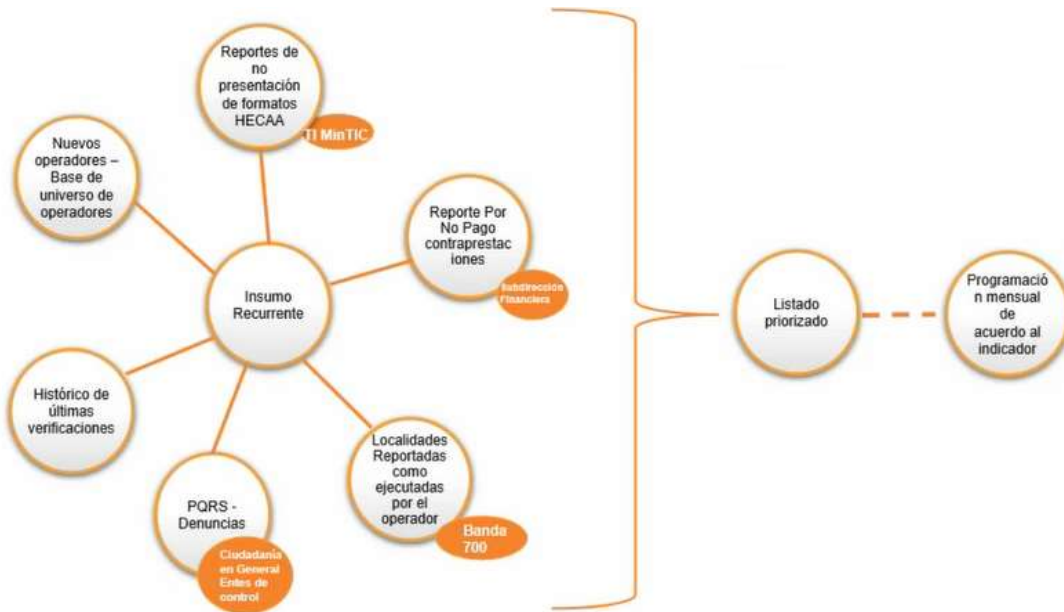 Reportes de
no
presentación
de formatos
HECAA
TI MinTIC
Nuevos
operadores –
Base de
universo de
operadores
Reporte Por
No Pago
contraprestac
iones
Subdirección
Financiera
Insumo
Recurrente
Listado
priorizado
Programació
n mensual
de
acuerdo al
indicador
Histórico de
últimas
verificaciones
Localidades
Reportadas
como
ejecutadas
por el
operador
Banda
700
PQRS -
Denuncias
Ciudadanía
en General
Entes de
control